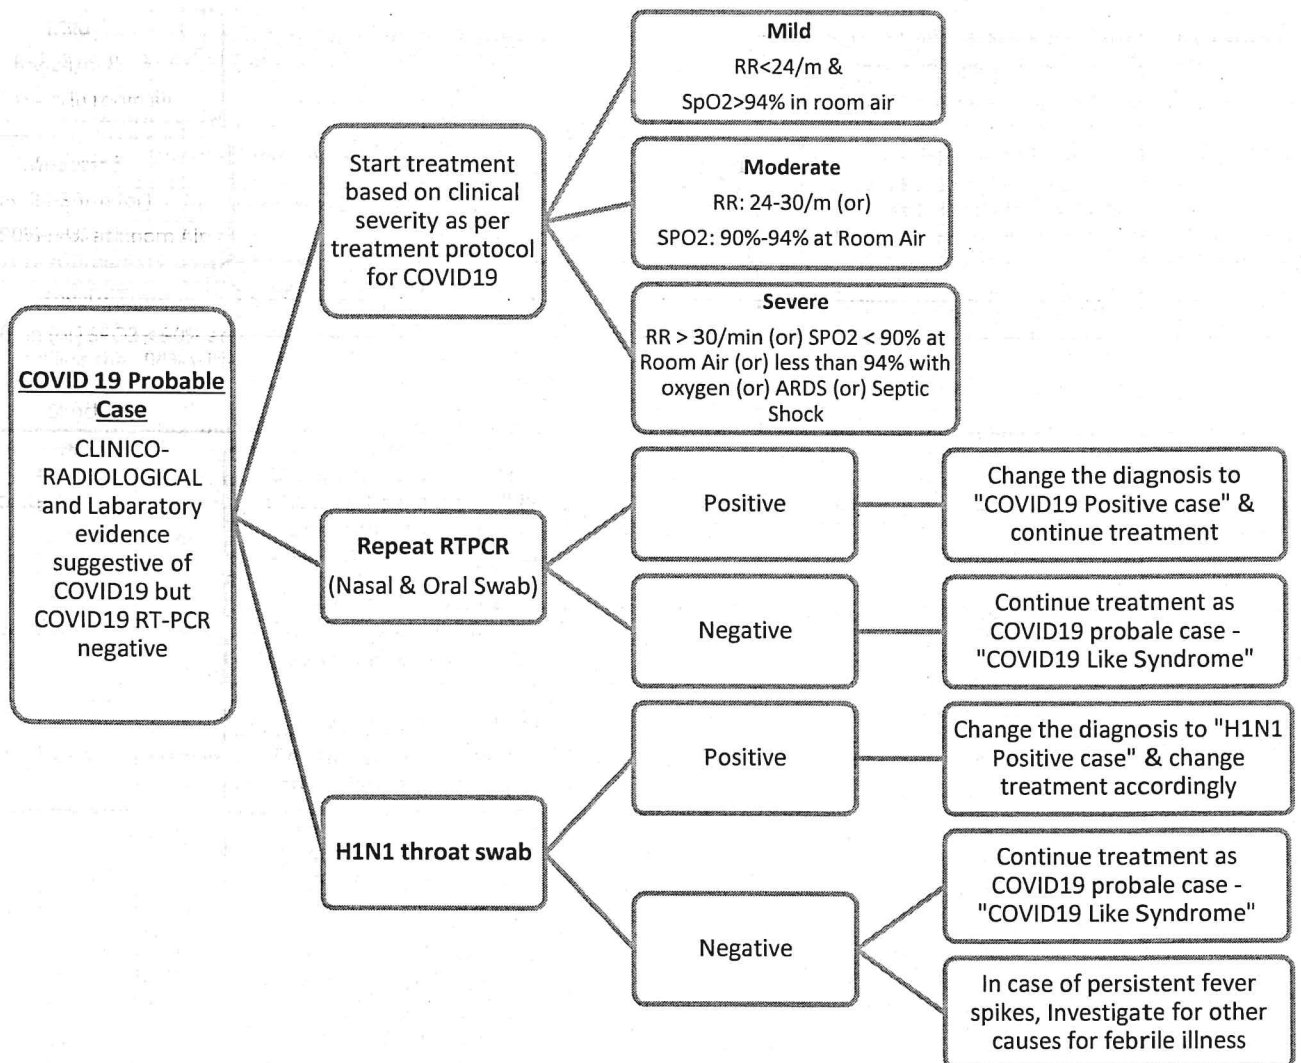 COVID 19 Probable
Case
CLINICO-
RADIOLOGICAL
and Labaratory
evidence
suggestive of
COVID19 but
COVID19 RT-PCR
negative
Start treatment
based on clinical
severity as per
treatment protocol
for COVID19
Mild
RR<24/m &
SpO2>94% in room air
Moderate
RR: 24-30/m (or)
SPO2: 90%-94% at Room Air
Severe
RR > 30/min (or) SPO2 < 90% at
Room Air (or) less than 94% with
oxygen (or) ARDS (or) Septic
Shock
Repeat RTPCR
(Nasal & Oral Swab)
Positive
Change the diagnosis to
"COVID19 Positive case" &
continue treatment
Negative
Continue treatment as
COVID19 probale case -
"COVID19 Like Syndrome"
H1N1 throat swab
Positive
Change the diagnosis to "H1N1
Positive case" & change
treatment accordingly
Negative
Continue treatment as
COVID19 probale case -
"COVID19 Like Syndrome"
In case of persistent fever
spikes, Investigate for other
causes for febrile illness